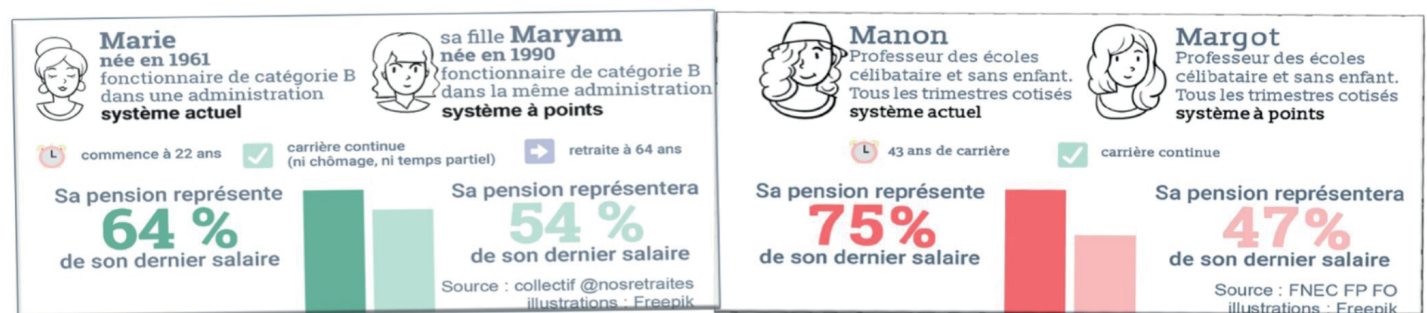 Marie
née en 1961
fonctionnaire de catégorie B
dans une administration
système actuel
sa fille Maryam
née en 1990
fonctionnaire de catégorie B
dans la même administration
système à points
commence à 22 ans
carrière continue
(ni chômage, ni temps partiel)
retraite à 64 ans
Sa pension représente
64 %
de son dernier salaire
Sa pension représentera
54 %
de son dernier salaire
Source : collectif @nosretraites
illustrations : Freepik
Manon
Professeur des écoles
célibataire et sans enfant.
Tous les trimestres cotisés
système actuel
Margot
Professeur des écoles
célibataire et sans enfant.
Tous les trimestres cotisés
système à points
43 ans de carrière
carrière continue
Sa pension représente
75%
de son dernier salaire
Sa pension représentera
47%
de son dernier salaire
Source : FNEC FP FO
illustrations : Freepik